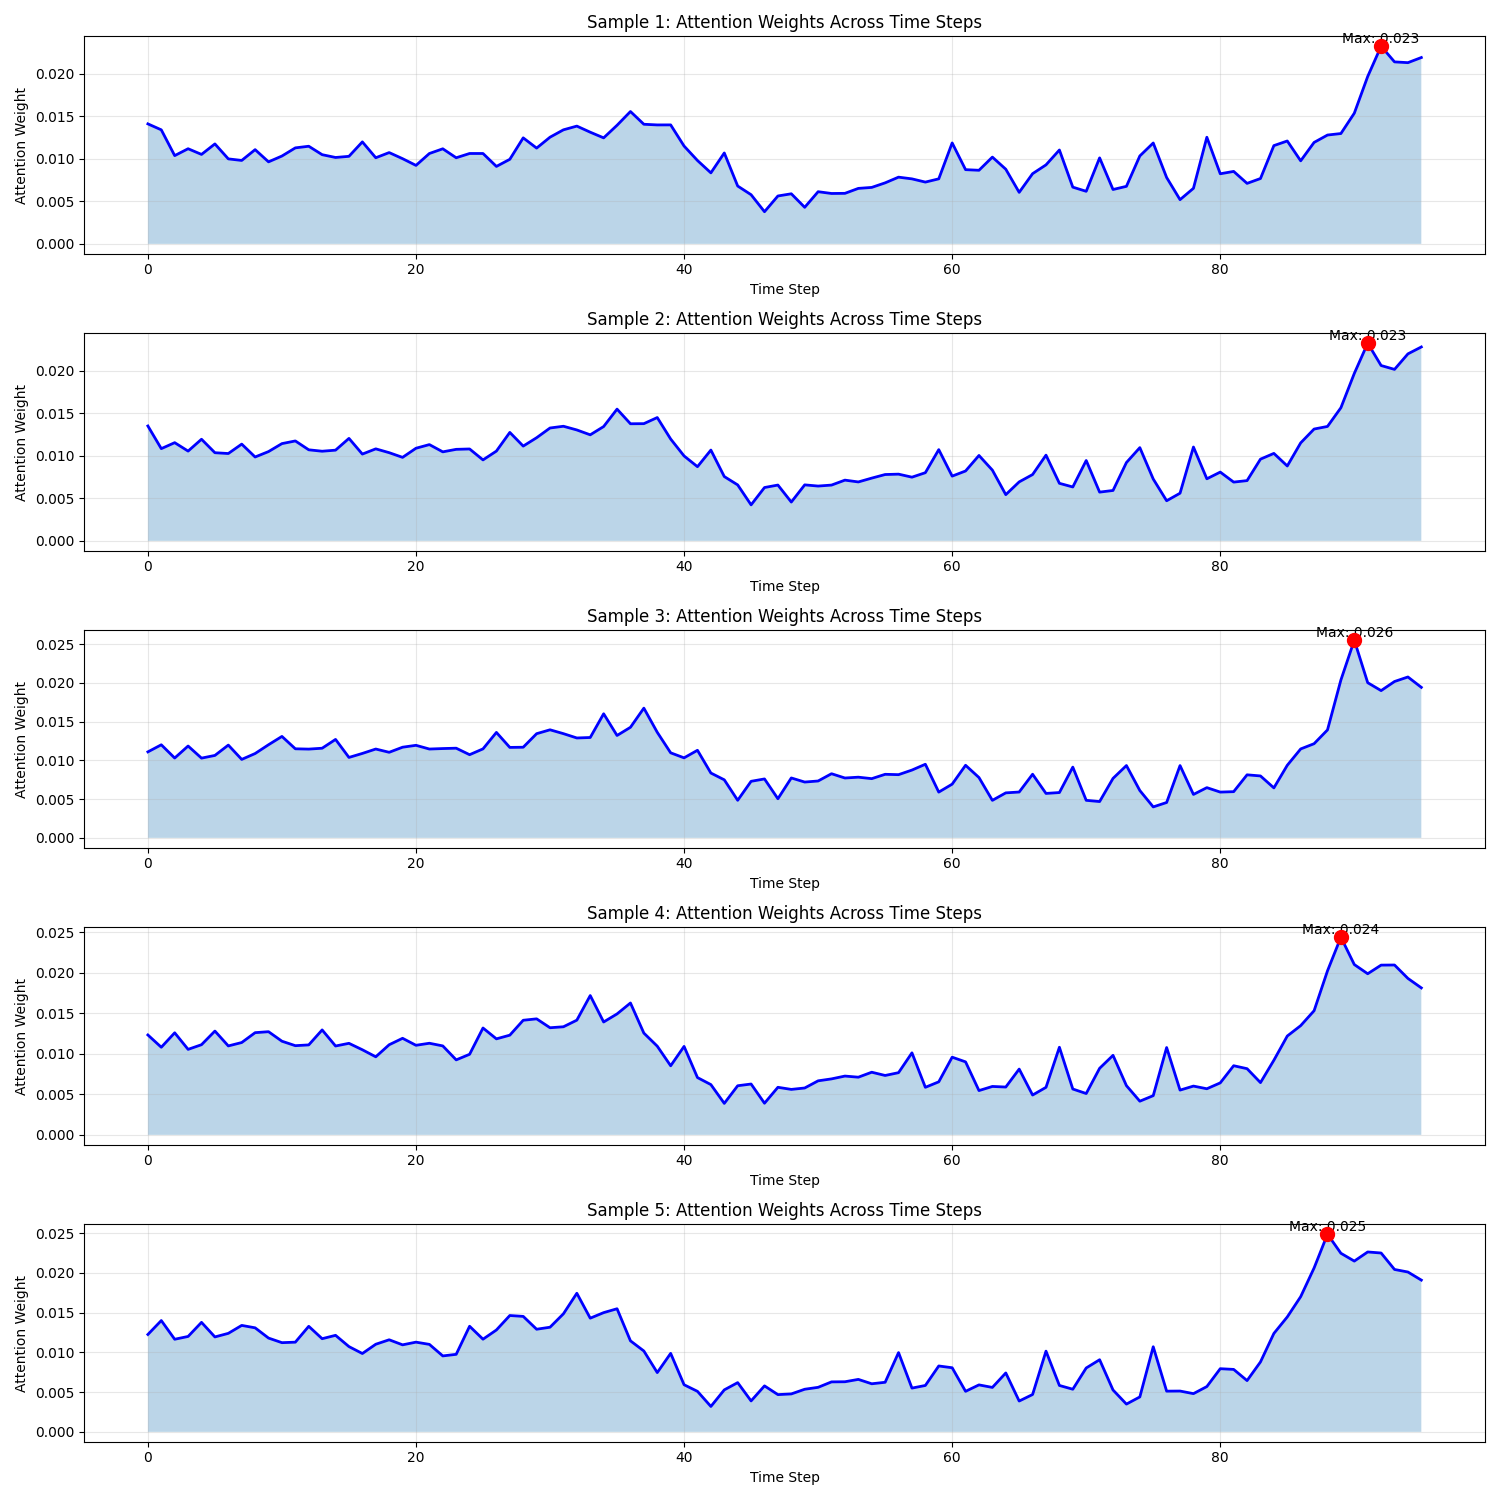 Sample 1: Attention Weights Across Time Steps
Max: 0.023
Attention Weight
0.020
0.015
0.010
0.005
0.000
0 20 40 60 80
Time Step
Sample 2: Attention Weights Across Time Steps
Max: 0.023
Attention Weight
0.020
0.015
0.010
0.005
0.000
0 20 40 60 80
Time Step
Sample 3: Attention Weights Across Time Steps
Max: 0.026
Attention Weight
0.025
0.020
0.015
0.010
0.005
0.000
0 20 40 60 80
Time Step
Sample 4: Attention Weights Across Time Steps
Max: 0.024
Attention Weight
0.025
0.020
0.015
0.010
0.005
0.000
0 20 40 60 80
Time Step
Sample 5: Attention Weights Across Time Steps
Max: 0.025
Attention Weight
0.025
0.020
0.015
0.010
0.005
0.000
0 20 40 60 80
Time Step